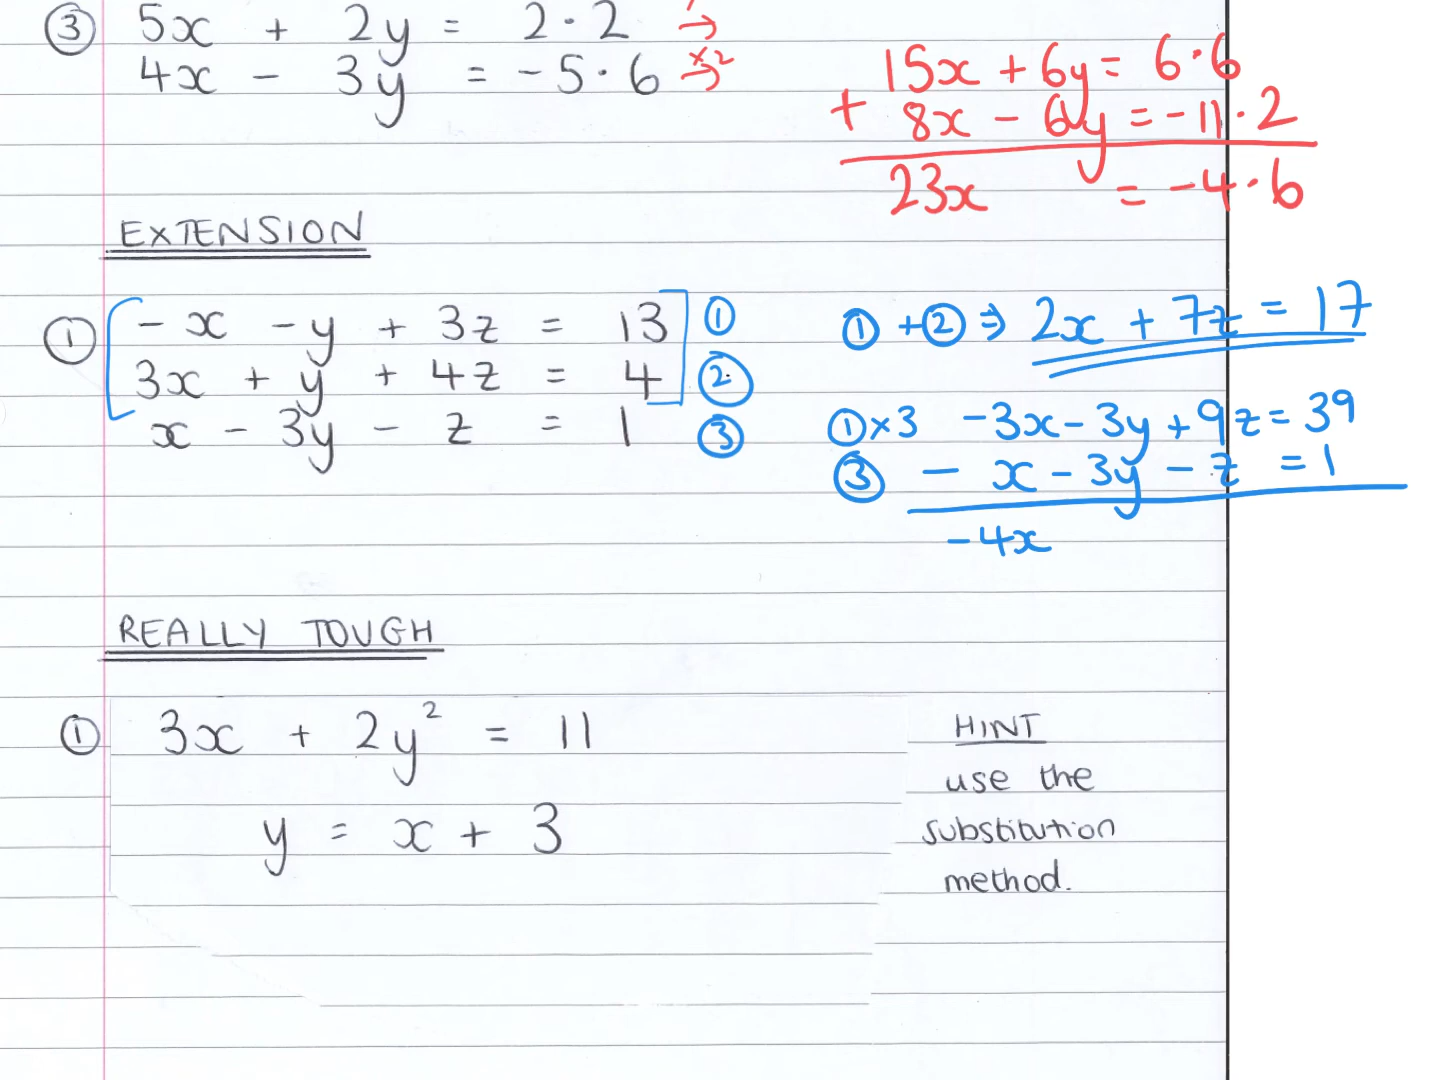 ③ 5x + 2y = 2·2 →
4x - 3y = -5·6 ×2→
15x + 6y = 6·6
+ 8x - 6y = -11·2
23x = -4·6
EXTENSION
① -x - y + 3z = 13 ①
3x + y + 4z = 4 ②
x - 3y - z = 1 ③
① + ② ⇒ 2x + 7z = 17
① ×3 -3x - 3y + 9z = 39
③ - x - 3y - z = 1
-4x
REALLY TOUGH
① 3x + 2y² = 11
y = x + 3
HINT
use the
substitution
method.